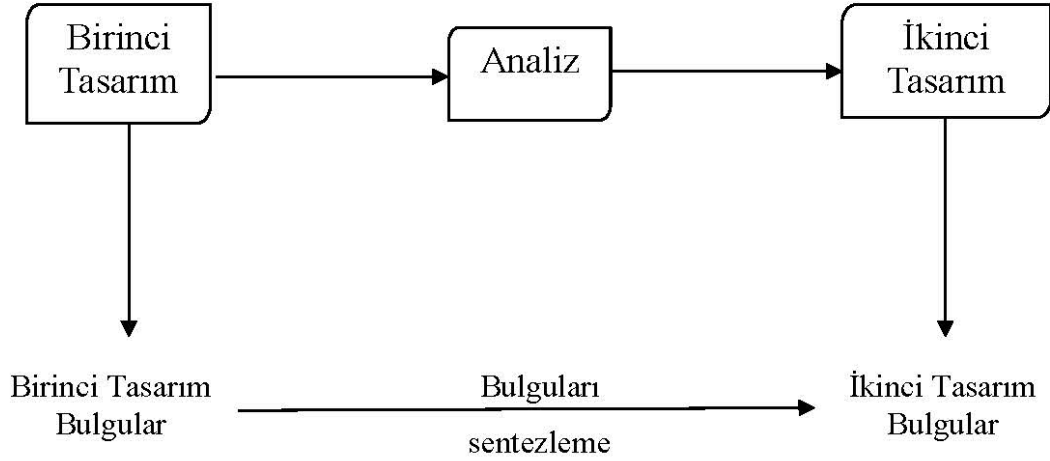 Birinci
Tasarım
Analiz
İkinci
Tasarım
Birinci Tasarım
Bulgular
Bulguları
sentezleme
İkinci Tasarım
Bulgular